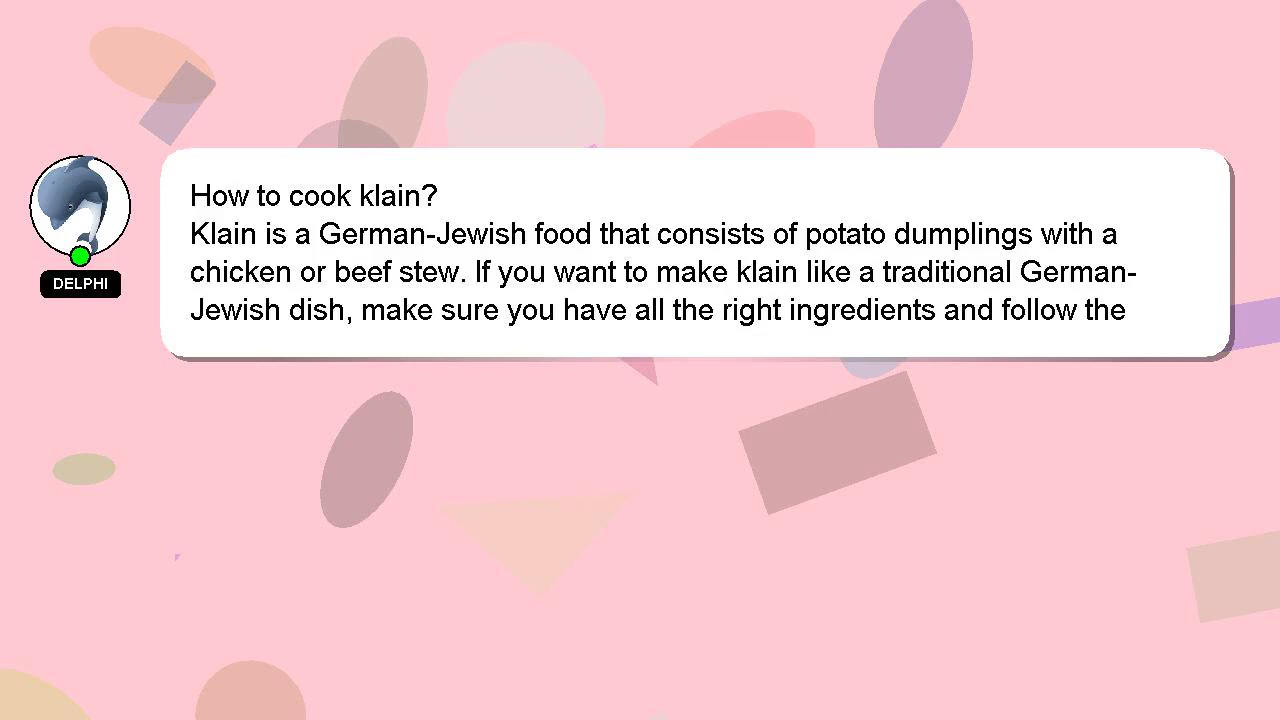 How to cook klain?
Klain is a German-Jewish food that consists of potato dumplings with a
chicken or beef stew. If you want to make klain like a traditional German-
Jewish dish, make sure you have all the right ingredients and follow the
DELPHI